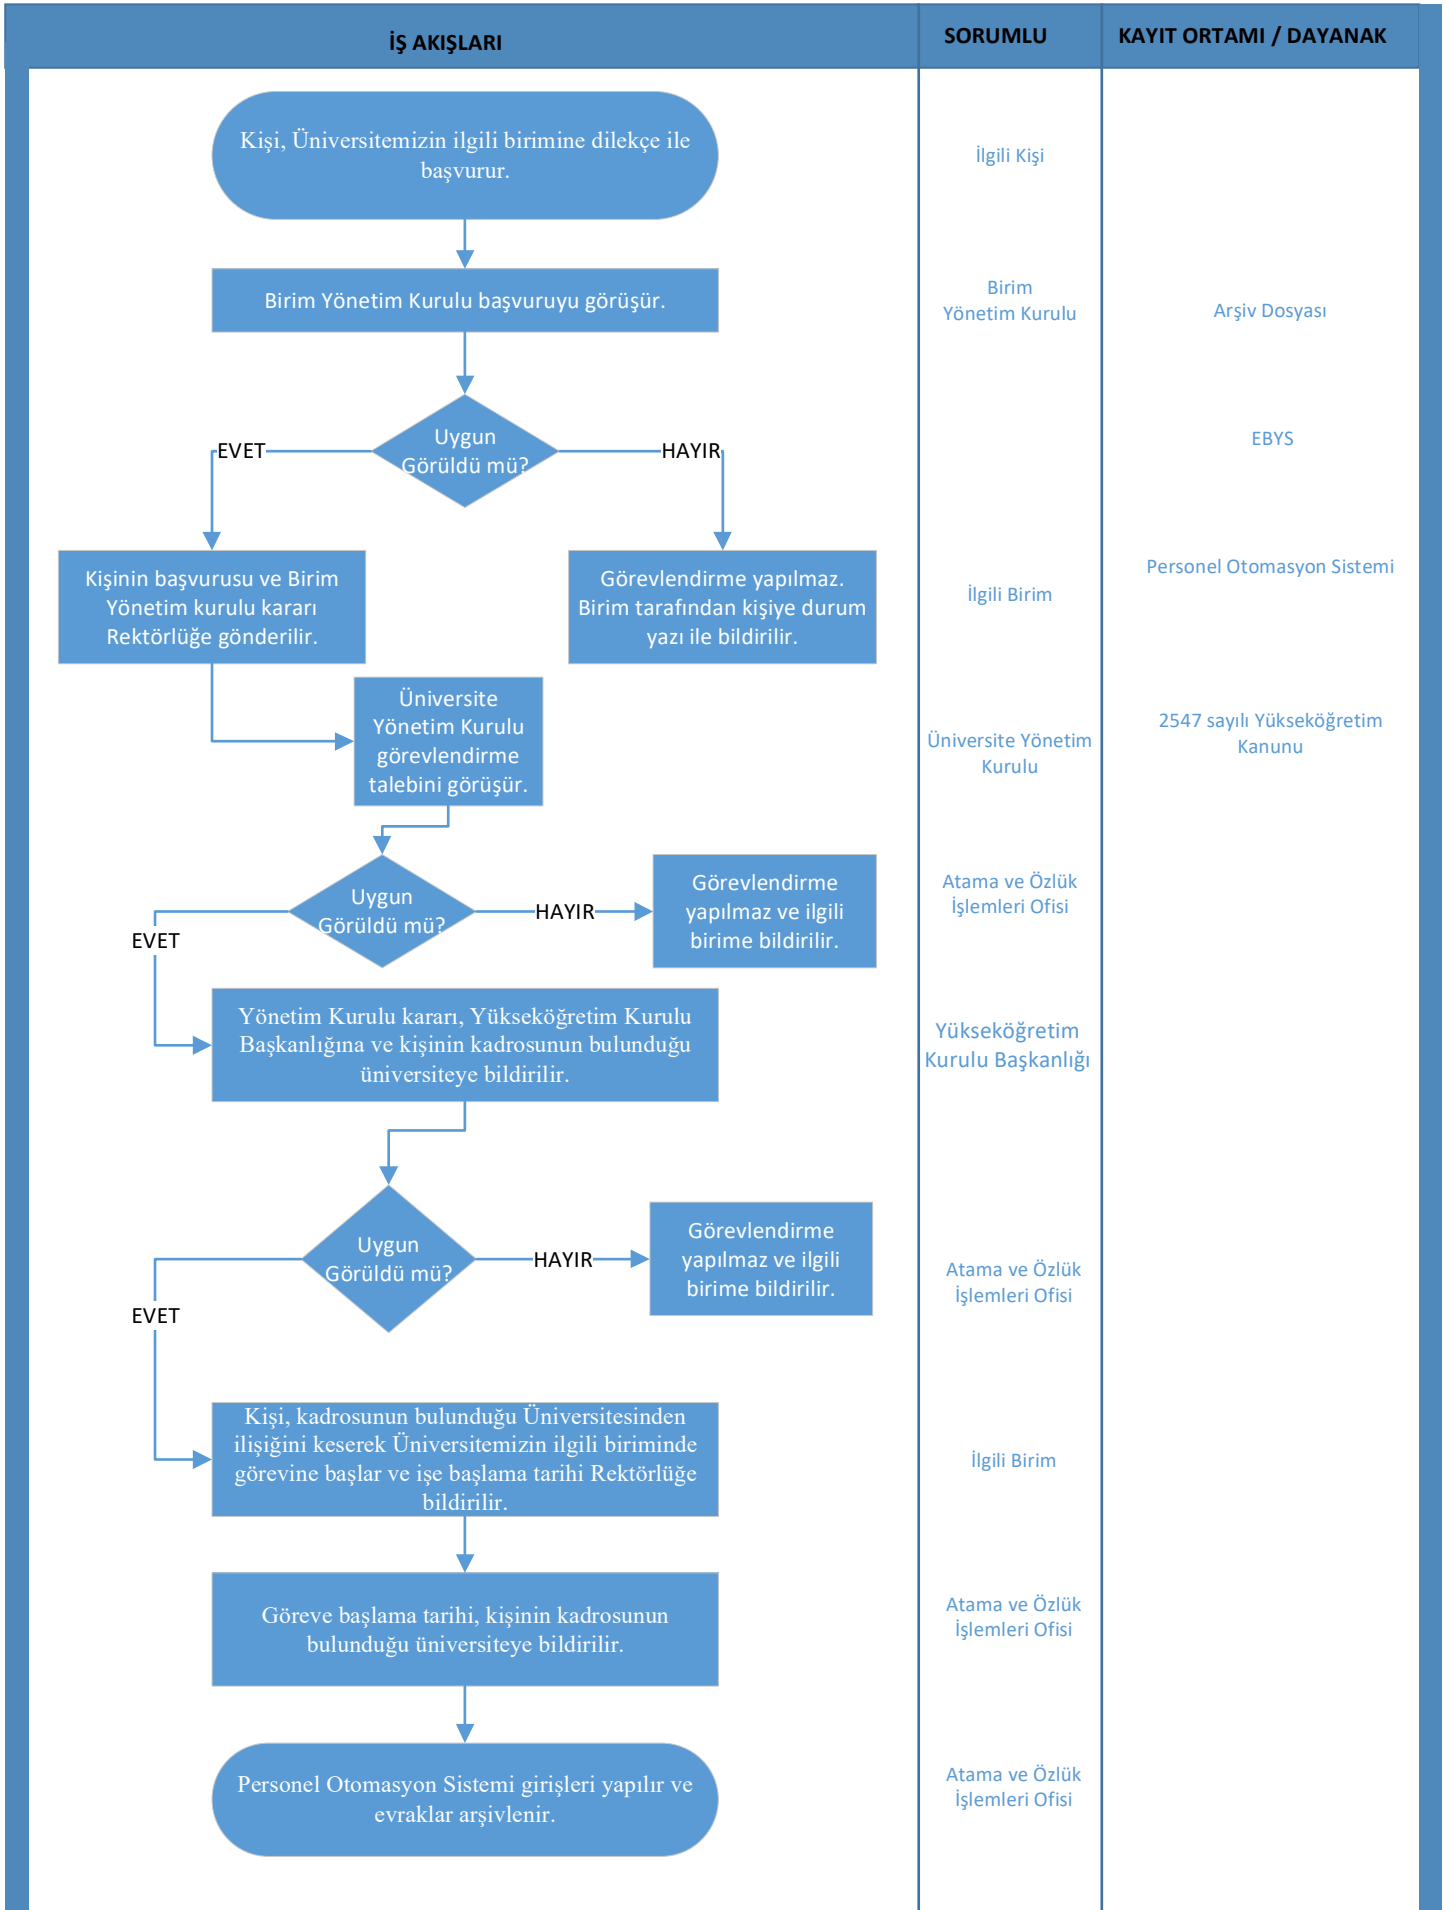 İŞ AKIŞLARI
SORUMLU
KAYIT ORTAMI / DAYANAK
Kişi, Üniversitemizin ilgili birimine dilekçe ile
başvurur.
İlgili Kişi
Birim Yönetim Kurulu başvuruyu görüşür.
Birim
Yönetim Kurulu
Arşiv Dosyası
Uygun
Görüldü mü?
EVET
HAYIR
EBYS
Kişinin başvurusu ve Birim
Yönetim kurulu kararı
Rektörlüğe gönderilir.
Görevlendirme yapılmaz.
Birim tarafından kişiye durum
yazı ile bildirilir.
İlgili Birim
Personel Otomasyon Sistemi
Üniversite
Yönetim Kurulu
görevlendirme
talebini görüşür.
Üniversite Yönetim
Kurulu
2547 sayılı Yükseköğretim
Kanunu
Uygun
Görüldü mü?
HAYIR
EVET
Görevlendirme
yapılmaz ve ilgili
birime bildirilir.
Atama ve Özlük
İşlemleri Ofisi
Yönetim Kurulu kararı, Yükseköğretim Kurulu
Başkanlığına ve kişinin kadrosunun bulunduğu
üniversiteye bildirilir.
Yükseköğretim
Kurulu Başkanlığı
Uygun
Görüldü mü?
HAYIR
EVET
Görevlendirme
yapılmaz ve ilgili
birime bildirilir.
Atama ve Özlük
İşlemleri Ofisi
Kişi, kadrosunun bulunduğu Üniversitesinden
ilişiğini keserek Üniversitemizin ilgili biriminde
görevine başlar ve işe başlama tarihi Rektörlüğe
bildirilir.
İlgili Birim
Göreve başlama tarihi, kişinin kadrosunun
bulunduğu üniversiteye bildirilir.
Atama ve Özlük
İşlemleri Ofisi
Personel Otomasyon Sistemi girişleri yapılır ve
evraklar arşivlenir.
Atama ve Özlük
İşlemleri Ofisi